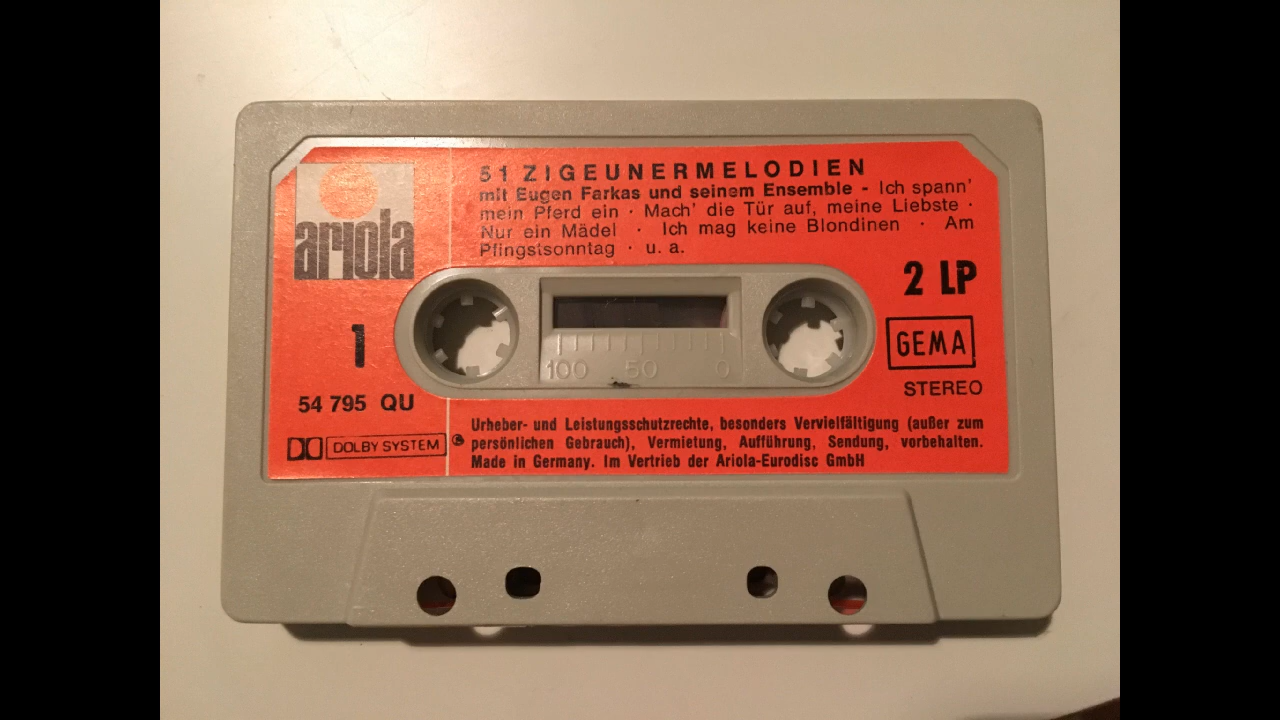 51 ZIGEUNERMELODIEN
mit Eugen Farkas und seinem Ensemble - Ich spann'
mein Pferd ein · Mach' die Tür auf, meine Liebste ·
Nur ein Mädel · Ich mag keine Blondinen · Am
Pfingstsonntag · u. a.
ariola
2 LP
1
GEMA
100 50 0
STEREO
54 795 QU
DOLBY SYSTEM
Urheber- und Leistungsschutzrechte, besonders Vervielfältigung (außer zum
persönlichen Gebrauch), Vermietung, Aufführung, Sendung, vorbehalten.
Made in Germany. Im Vertrieb der Ariola-Eurodisc GmbH